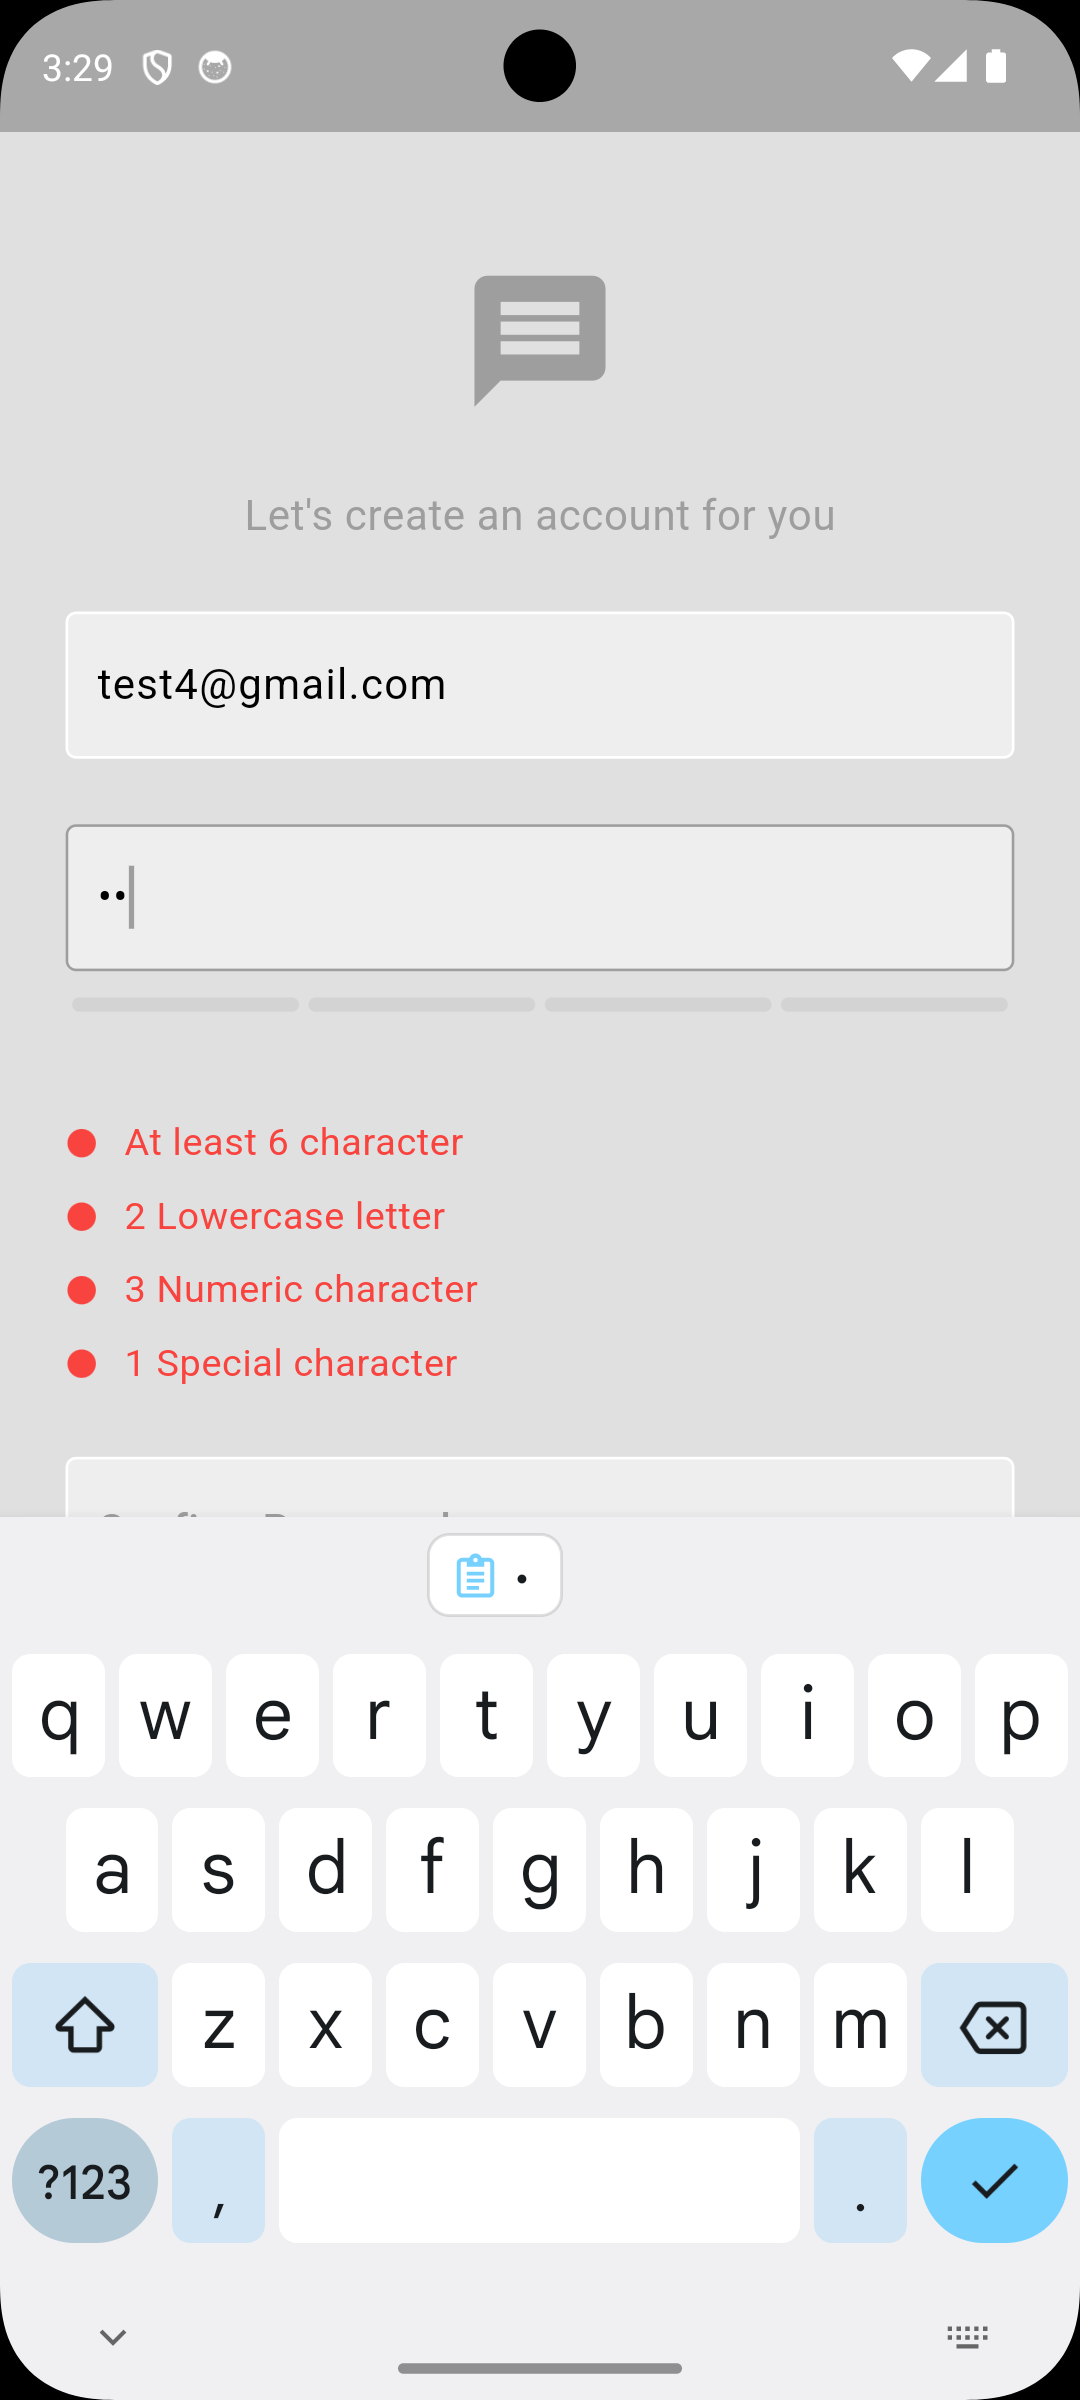 3:29
Let's create an account for you
test4@gmail.com
••
At least 6 character
2 Lowercase letter
3 Numeric character
1 Special character
•
q w e r t y u i o p
a s d f g h j k l
z x c v b n m
?123 , .